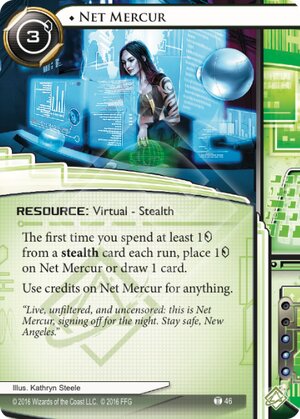 3
♦ Net Mercur
RESOURCE: Virtual - Stealth
The first time you spend at least 1
from a stealth card each run, place 1
on Net Mercur or draw 1 card.
Use credits on Net Mercur for anything.
"Live, unfiltered, and uncensored: this is Net
Mercur, signing off for the night. Stay safe, New
Angeles."
Illus. Kathryn Steele
© 2016 Wizards of the Coast LLC. © 2016 FFG
46